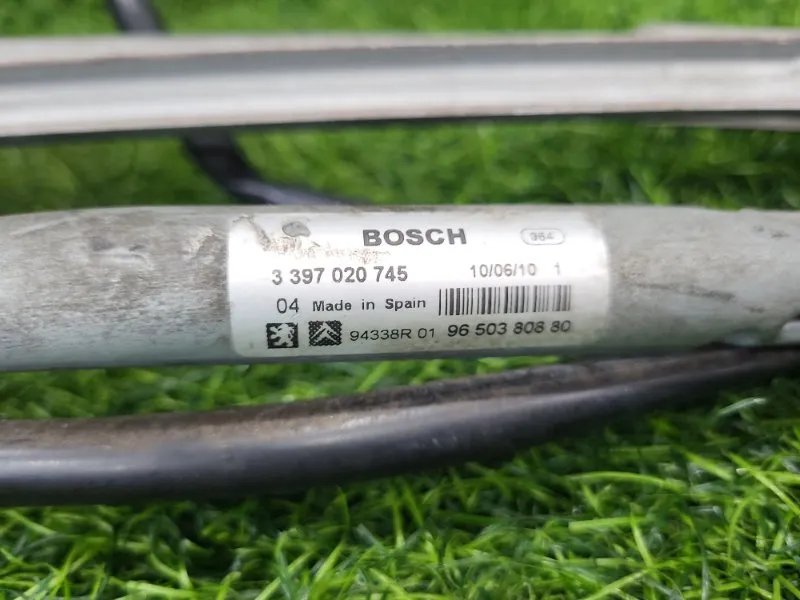 BOSCH 364
3 397 020 745 10/06/10 1
04 Made in Spain
94338R 01 96 503 808 80